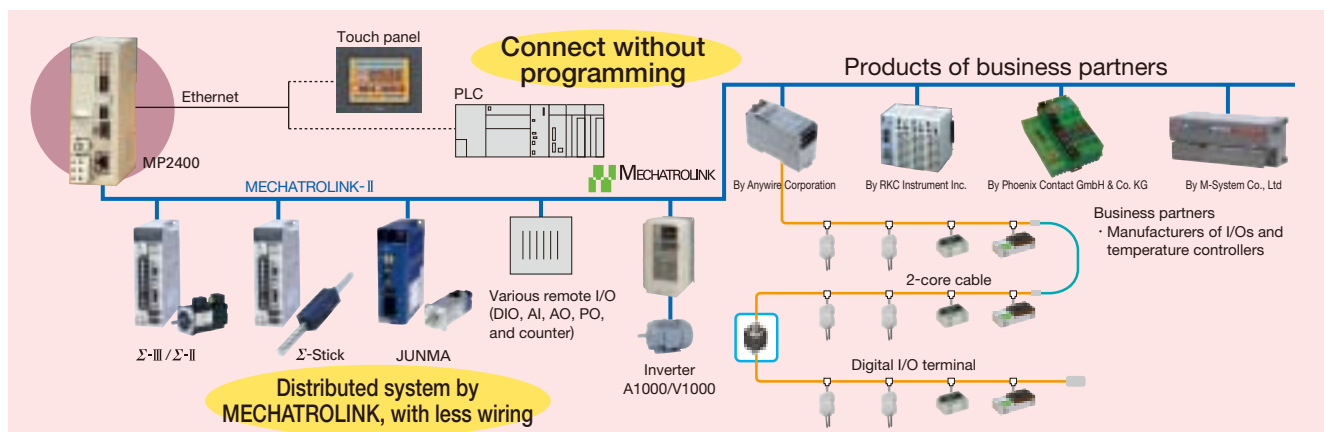 Touch panel
Connect without
programming
Products of business partners
Ethernet
PLC
MP2400
MECHATROLINK-II
MECHATROLINK
By Anywire Corporation
By RKC Instrument Inc.
By Phoenix Contact GmbH & Co. KG
By M-System Co., Ltd
Business partners
・Manufacturers of I/Os and
temperature controllers
2-core cable
Various remote I/O
(DIO, AI, AO, PO,
and counter)
Σ-III / Σ-II
Σ-Stick
JUNMA
Inverter
A1000/V1000
Digital I/O terminal
Distributed system by
MECHATROLINK, with less wiring